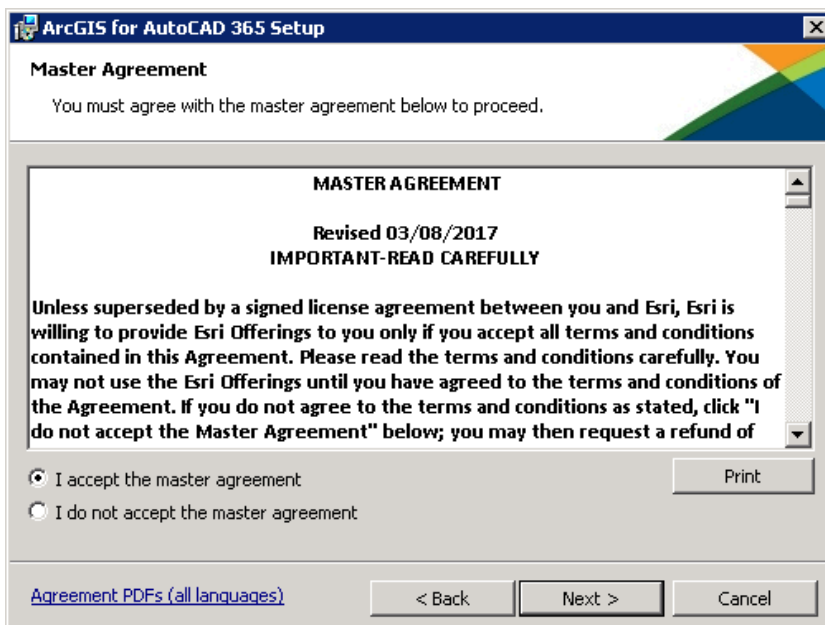 ArcGIS for AutoCAD 365 Setup
Master Agreement
You must agree with the master agreement below to proceed.
MASTER AGREEMENT
Revised 03/08/2017
IMPORTANT-READ CAREFULLY
Unless superseded by a signed license agreement between you and Esri, Esri is
willing to provide Esri Offerings to you only if you accept all terms and conditions
contained in this Agreement. Please read the terms and conditions carefully. You
may not use the Esri Offerings until you have agreed to the terms and conditions of
the Agreement. If you do not agree to the terms and conditions as stated, click "I
do not accept the Master Agreement" below; you may then request a refund of
I accept the master agreement
Print
I do not accept the master agreement
Agreement PDFs (all languages)
< Back
Next >
Cancel